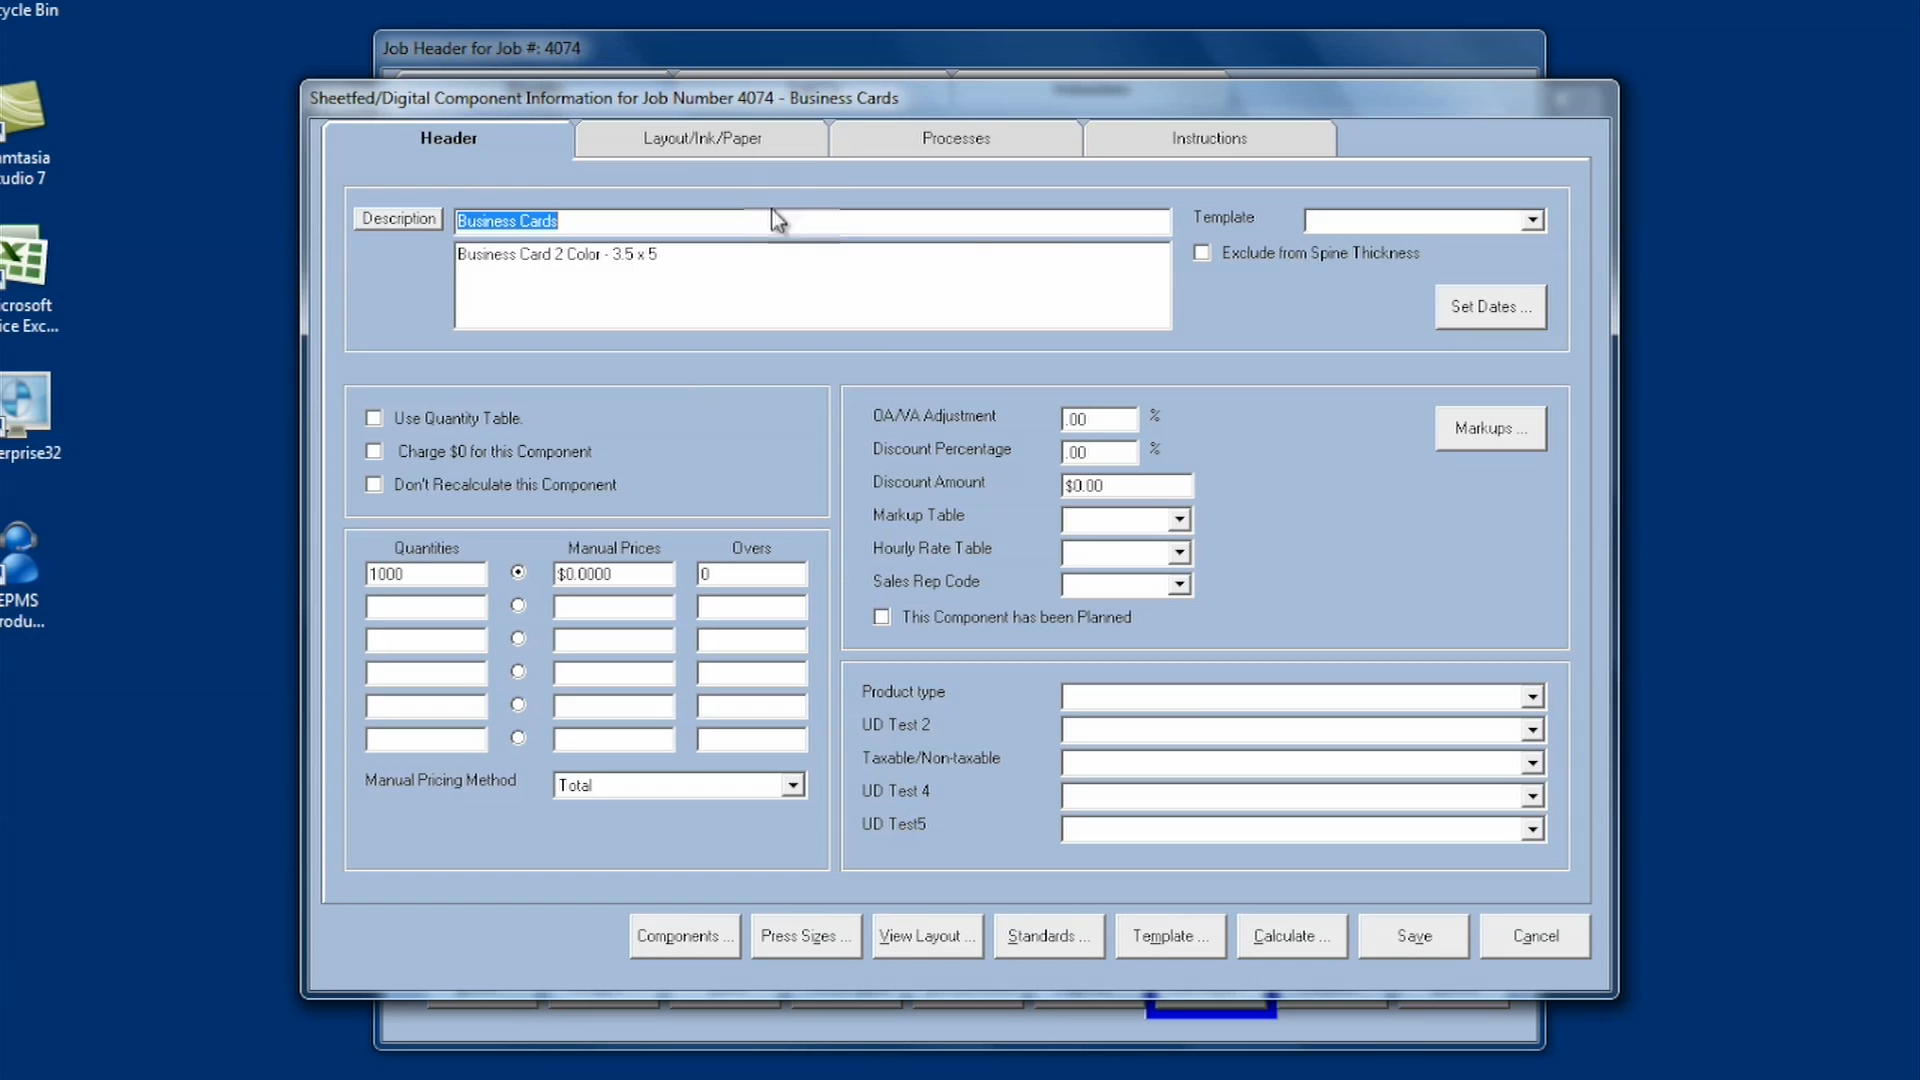 cycle Bin
Job Header for Job #: 4074
Sheetfed/Digital Component Information for Job Number 4074 - Business Cards
Header
Layout/Ink/Paper
Processes
Instructions
Description
Business Cards
Business Card 2 Color - 3.5 x 5
Template
Exclude from Spine Thickness
Set Dates ...
Use Quantity Table.
Charge $0 for this Component
Don't Recalculate this Component
OA/VA Adjustment
.00
%
Markups ...
Discount Percentage
.00
%
Discount Amount
$0.00
Markup Table
Hourly Rate Table
Sales Rep Code
This Component has been Planned
Quantities
Manual Prices
Overs
1000
$0.0000
0
Manual Pricing Method
Total
Product type
UD Test 2
Taxable/Non-taxable
UD Test 4
UD Test5
Components ...
Press Sizes ...
View Layout ...
Standards ...
Template ...
Calculate ...
Save
Cancel
amtasia
tudio 7
icrosoft
ice Exc...
erprise32
EPMS
rodu...